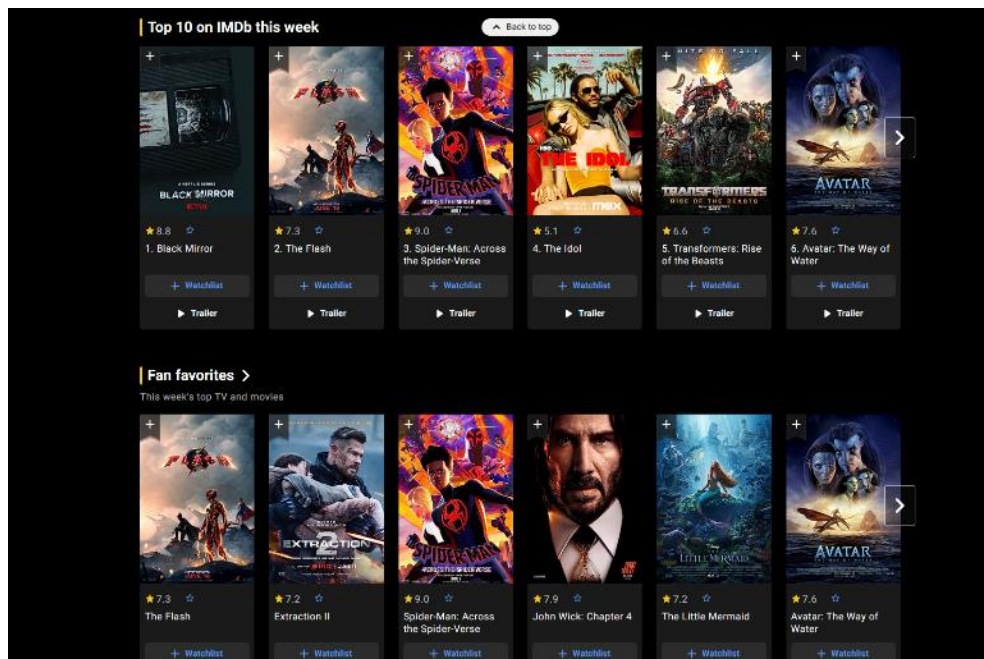 Top 10 on IMDb this week
Back to top
BLACK MIRROR
FLASH
SPIDER-MAN
THE IDOL
max
TRANSFORMERS
RISE OF THE BEASTS
AVATAR
8.8
7.3
9.0
5.1
6.6
7.6
1. Black Mirror
2. The Flash
3. Spider-Man: Across
the Spider-Verse
4. The Idol
5. Transformers: Rise
of the Beasts
6. Avatar: The Way of
Water
+ Watchlist
+ Watchlist
+ Watchlist
+ Watchlist
+ Watchlist
+ Watchlist
Trailer
Trailer
Trailer
Trailer
Trailer
Trailer
Fan favorites
This week's top TV and movies
FLASH
EXTRACTION
2
SPIDER-MAN
LITTLE MERMAID
AVATAR
7.3
7.2
9.0
7.9
7.2
7.6
The Flash
Extraction II
Spider-Man: Across
the Spider-Verse
John Wick: Chapter 4
The Little Mermaid
Avatar: The Way of
Water
+ Watchlist
+ Watchlist
+ Watchlist
+ Watchlist
+ Watchlist
+ Watchlist